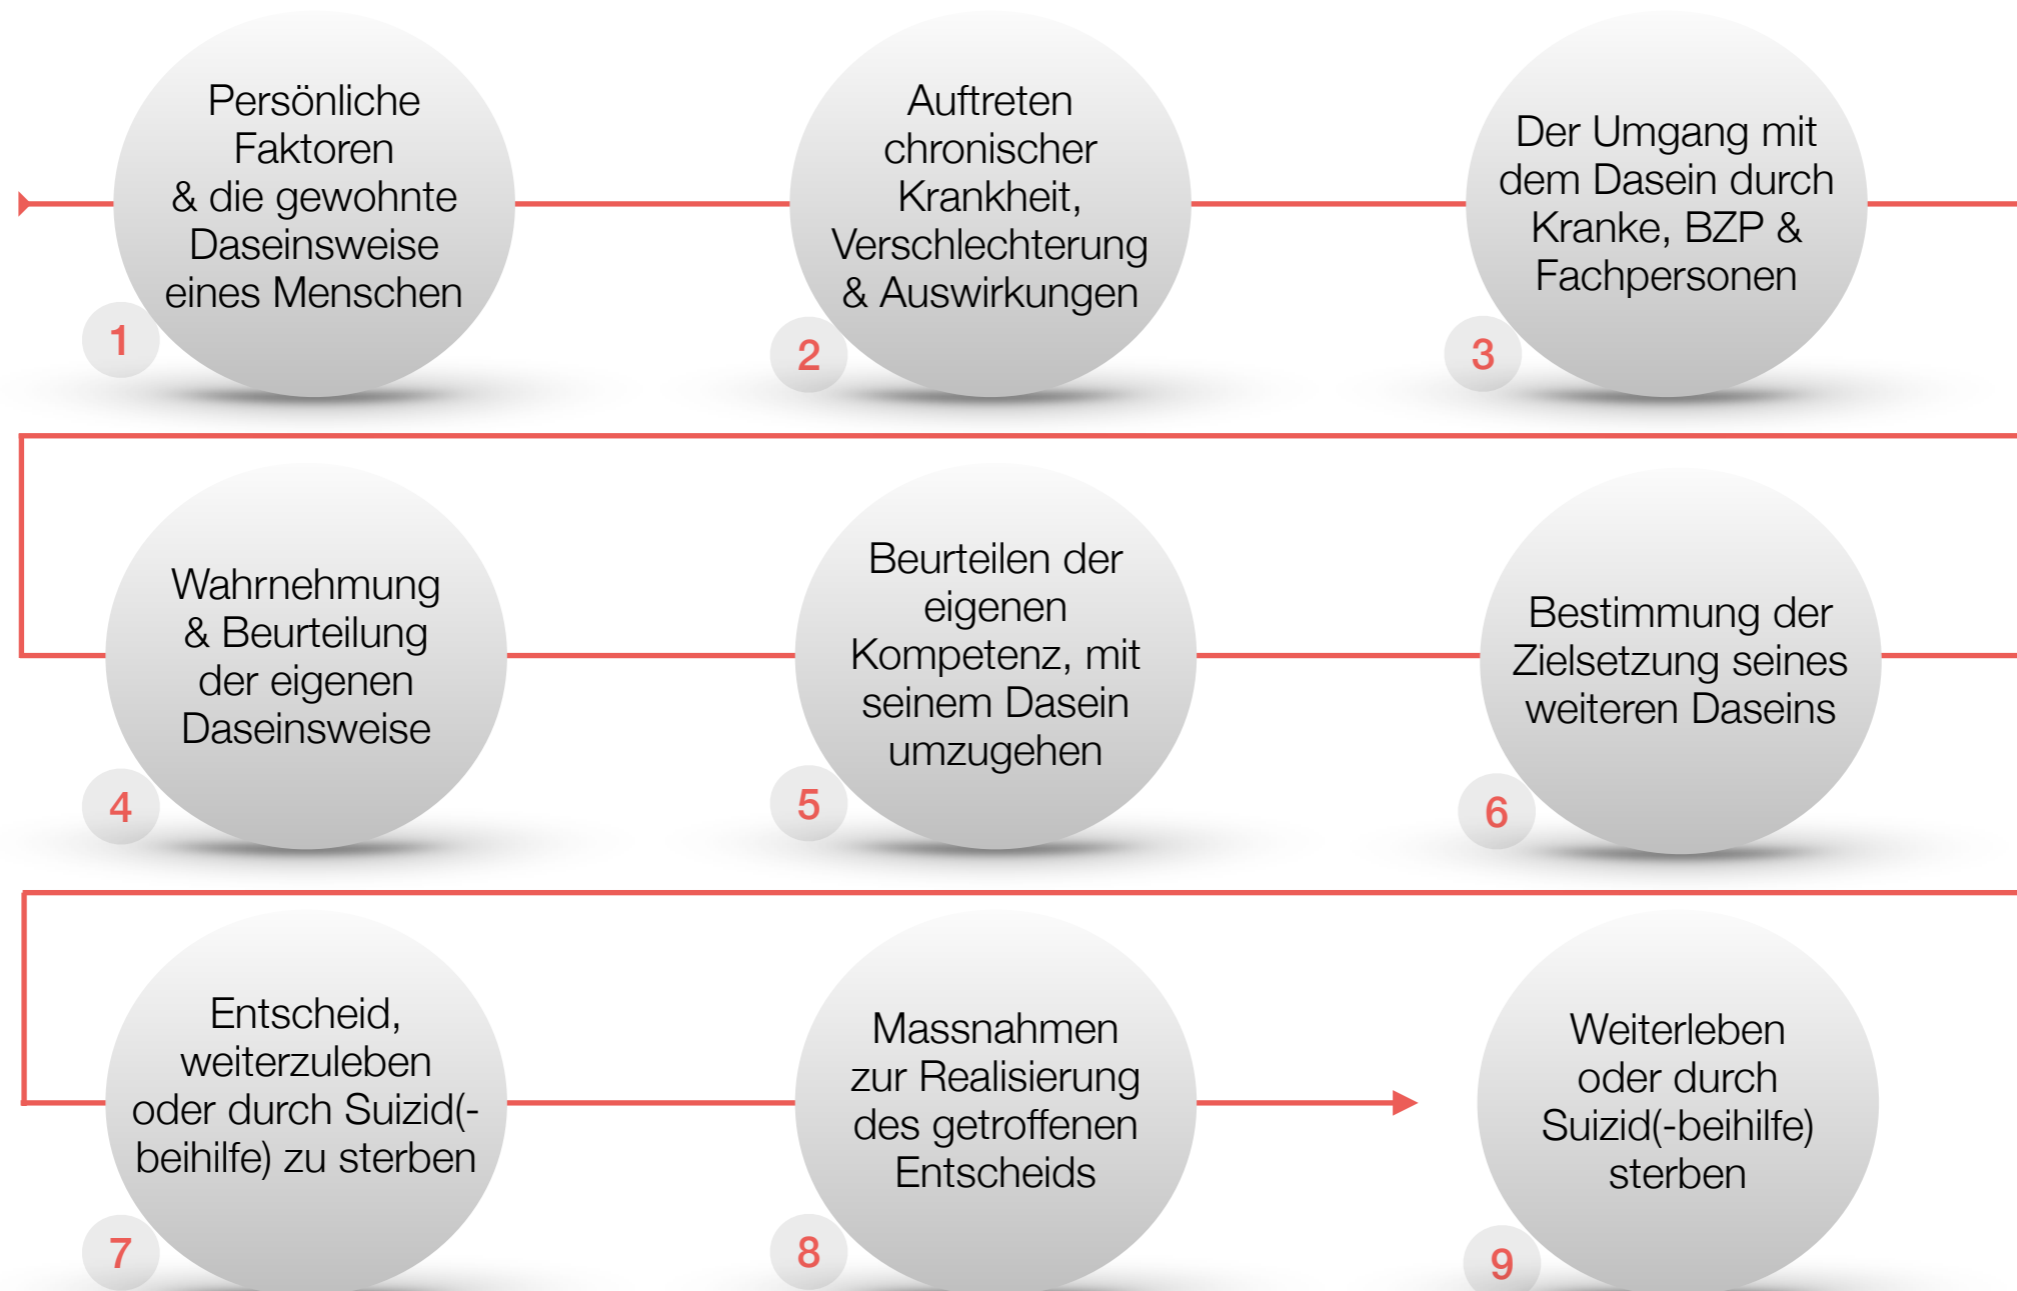 Persönliche
Faktoren
& die gewohnte
Daseinsweise
eines Menschen
1
Auftreten
chronischer
Krankheit,
Verschlechterung
& Auswirkungen
2
Der Umgang mit
dem Dasein durch
Kranke, BZP &
Fachpersonen
3
Wahrnehmung
& Beurteilung
der eigenen
Daseinsweise
4
Beurteilen der
eigenen
Kompetenz, mit
seinem Dasein
umzugehen
5
Bestimmung der
Zielsetzung seines
weiteren Daseins
6
Entscheid,
weiterzuleben
oder durch Suizid(-
beihilfe) zu sterben
7
Massnahmen
zur Realisierung
des getroffenen
Entscheids
8
Weiterleben
oder durch
Suizid(-beihilfe)
sterben
9